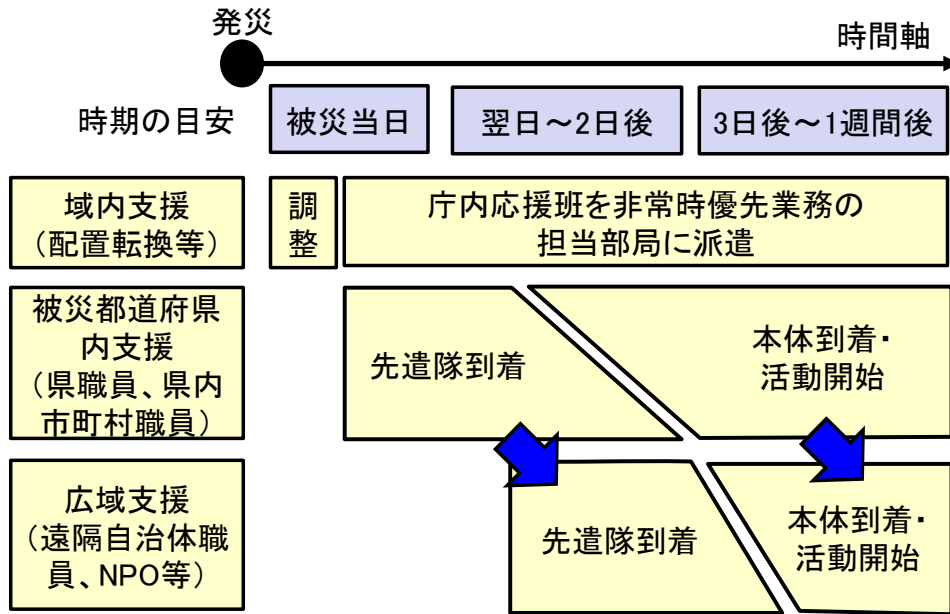 発災
時間軸
時期の目安
被災当日
翌日～2日後
3日後～1週間後
域内支援
（配置転換等）
調
整
庁内応援班を非常時優先業務の
担当部局に派遣
被災都道府県
内支援
（県職員、県内
市町村職員）
先遣隊到着
本体到着・
活動開始
広域支援
（遠隔自治体職
員、NPO等）
先遣隊到着
本体到着・
活動開始